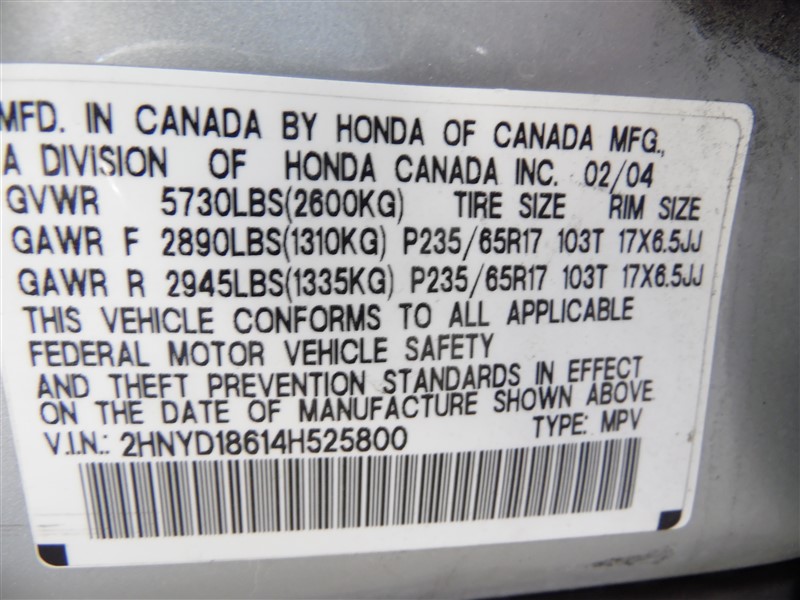 MFD. IN CANADA BY HONDA OF CANADA MFG.,
A DIVISION OF HONDA CANADA INC. 02/04
GVWR 5730LBS(2600KG) TIRE SIZE RIM SIZE
GAWR F 2890LBS(1310KG) P235/65R17 103T 17X6.5JJ
GAWR R 2945LBS(1335KG) P235/65R17 103T 17X6.5JJ
THIS VEHICLE CONFORMS TO ALL APPLICABLE
FEDERAL MOTOR VEHICLE SAFETY
AND THEFT PREVENTION STANDARDS IN EFFECT
ON THE DATE OF MANUFACTURE SHOWN ABOVE.
V.I.N.: 2HNYD18614H525800 TYPE: MPV